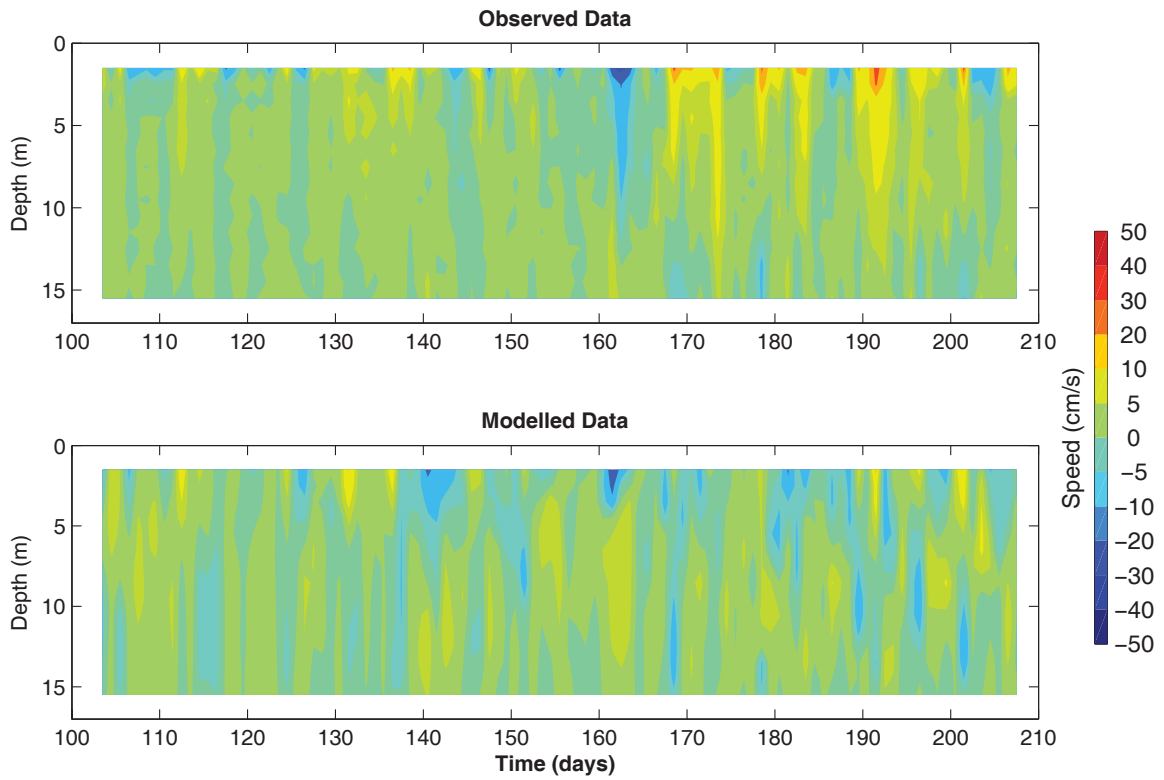 Observed Data
0
5
10
15
Depth (m)
100 110 120 130 140 150 160 170 180 190 200 210
Modelled Data
0
5
10
15
Depth (m)
100 110 120 130 140 150 160 170 180 190 200 210
Time (days)
50
40
30
20
10
5
0
−5
−10
−20
−30
−40
−50
Speed (cm/s)